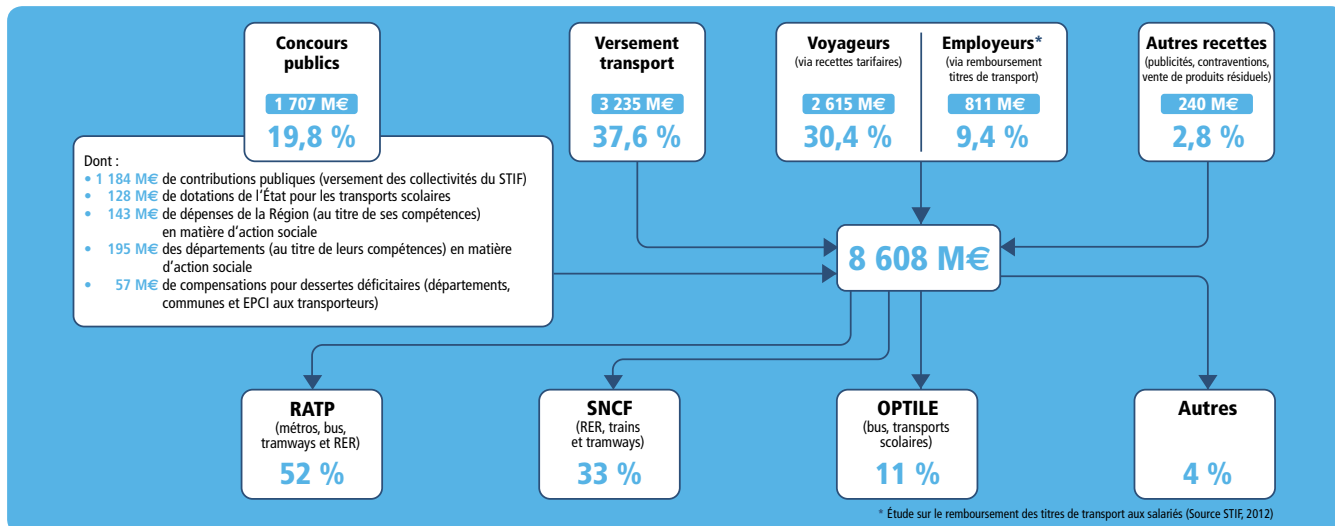 Concours
publics
1 707 M€
19,8 %
Versement
transport
3 235 M€
37,6 %
Voyageurs
(via recettes tarifaires)
2 615 M€
30,4 %
Employeurs*
(via remboursement
titres de transport)
811 M€
9,4 %
Autres recettes
(publicités, contraventions,
vente de produits résiduels)
240 M€
2,8 %
Dont :
• 1 184 M€ de contributions publiques (versement des collectivités du STIF)
• 128 M€ de dotations de l'État pour les transports scolaires
• 143 M€ de dépenses de la Région (au titre de ses compétences)
en matière d'action sociale
• 195 M€ des départements (au titre de leurs compétences) en matière
d'action sociale
• 57 M€ de compensations pour dessertes déficitaires (départements,
communes et EPCI aux transporteurs)
8 608 M€
RATP
(métros, bus,
tramways et RER)
52 %
SNCF
(RER, trains
et tramways)
33 %
OPTILE
(bus, transports
scolaires)
11 %
Autres
4 %
* Étude sur le remboursement des titres de transport aux salariés (Source STIF, 2012)